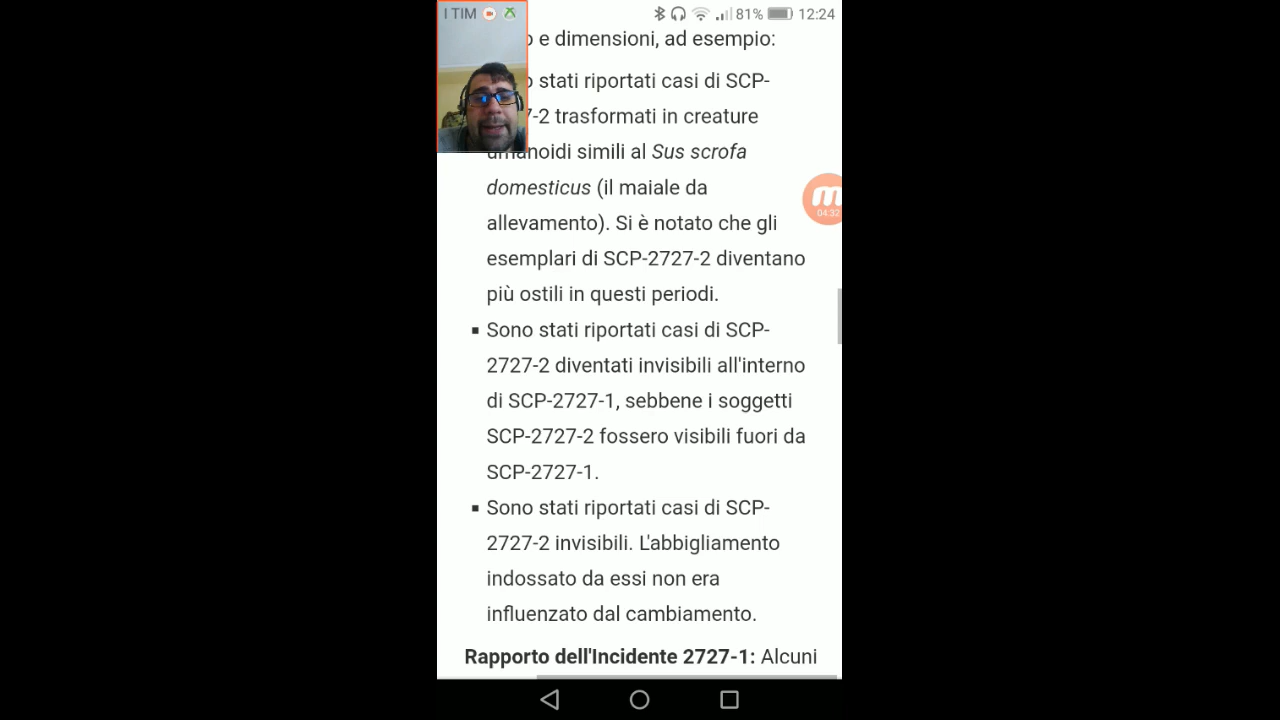 I TIM 81% 12:24
o e dimensioni, ad esempio:
stati riportati casi di SCP-
-2 trasformati in creature
umanoidi simili al Sus scrofa
domesticus (il maiale da
04:32
allevamento). Si è notato che gli
esemplari di SCP-2727-2 diventano
più ostili in questi periodi.
▪ Sono stati riportati casi di SCP-
2727-2 diventati invisibili all'interno
di SCP-2727-1, sebbene i soggetti
SCP-2727-2 fossero visibili fuori da
SCP-2727-1.
▪ Sono stati riportati casi di SCP-
2727-2 invisibili. L'abbigliamento
indossato da essi non era
influenzato dal cambiamento.
Rapporto dell'Incidente 2727-1: Alcuni